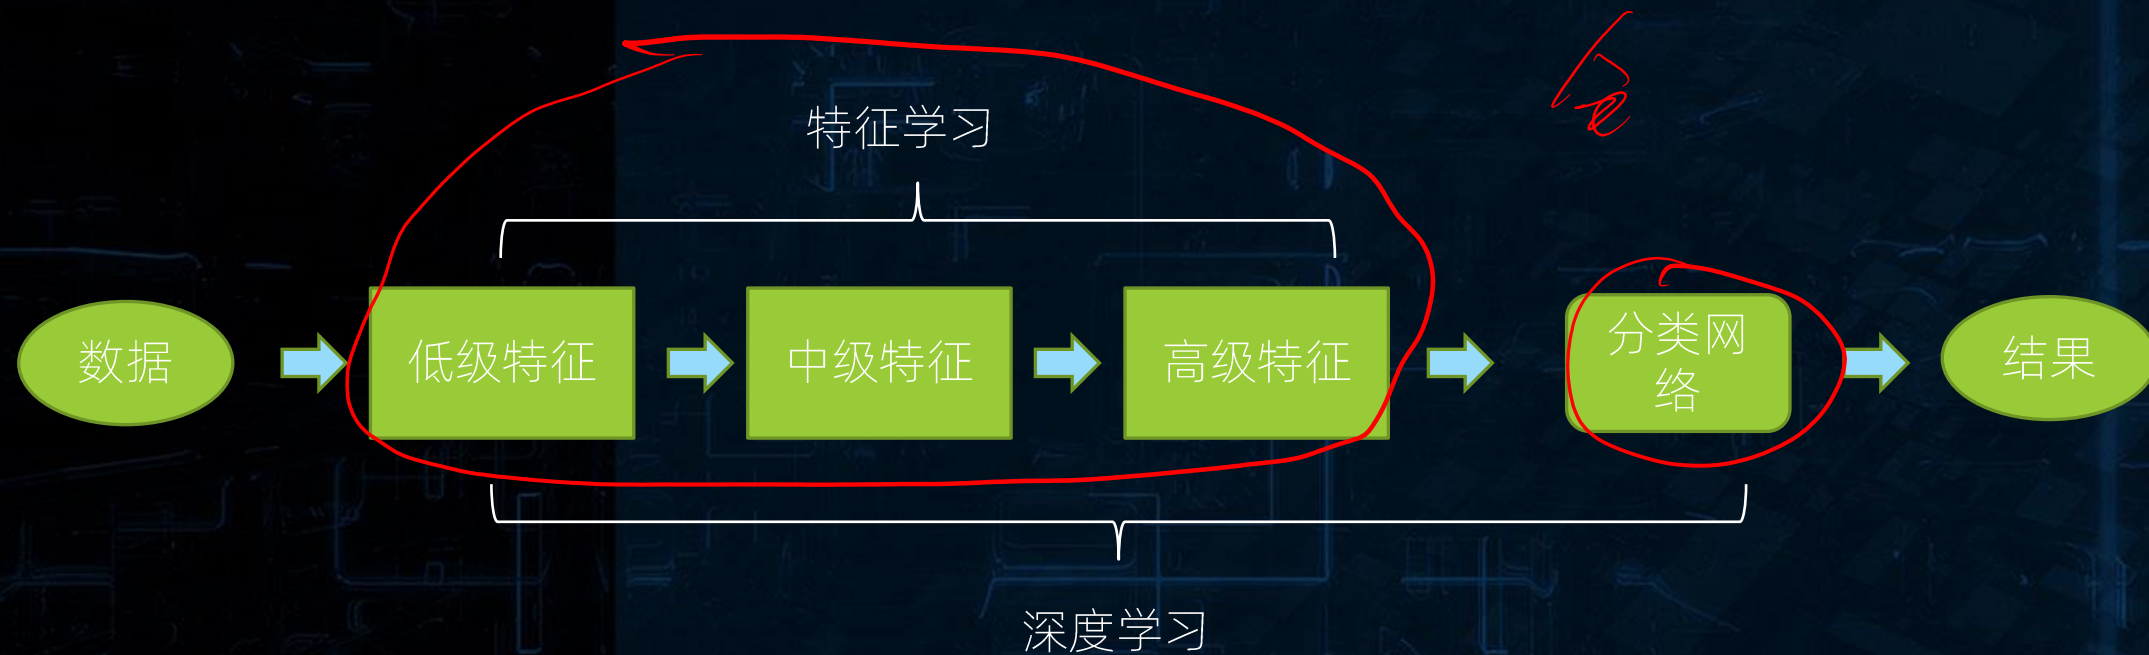 特征学习
数据
低级特征
中级特征
高级特征
分类网
络
结果
深度学习